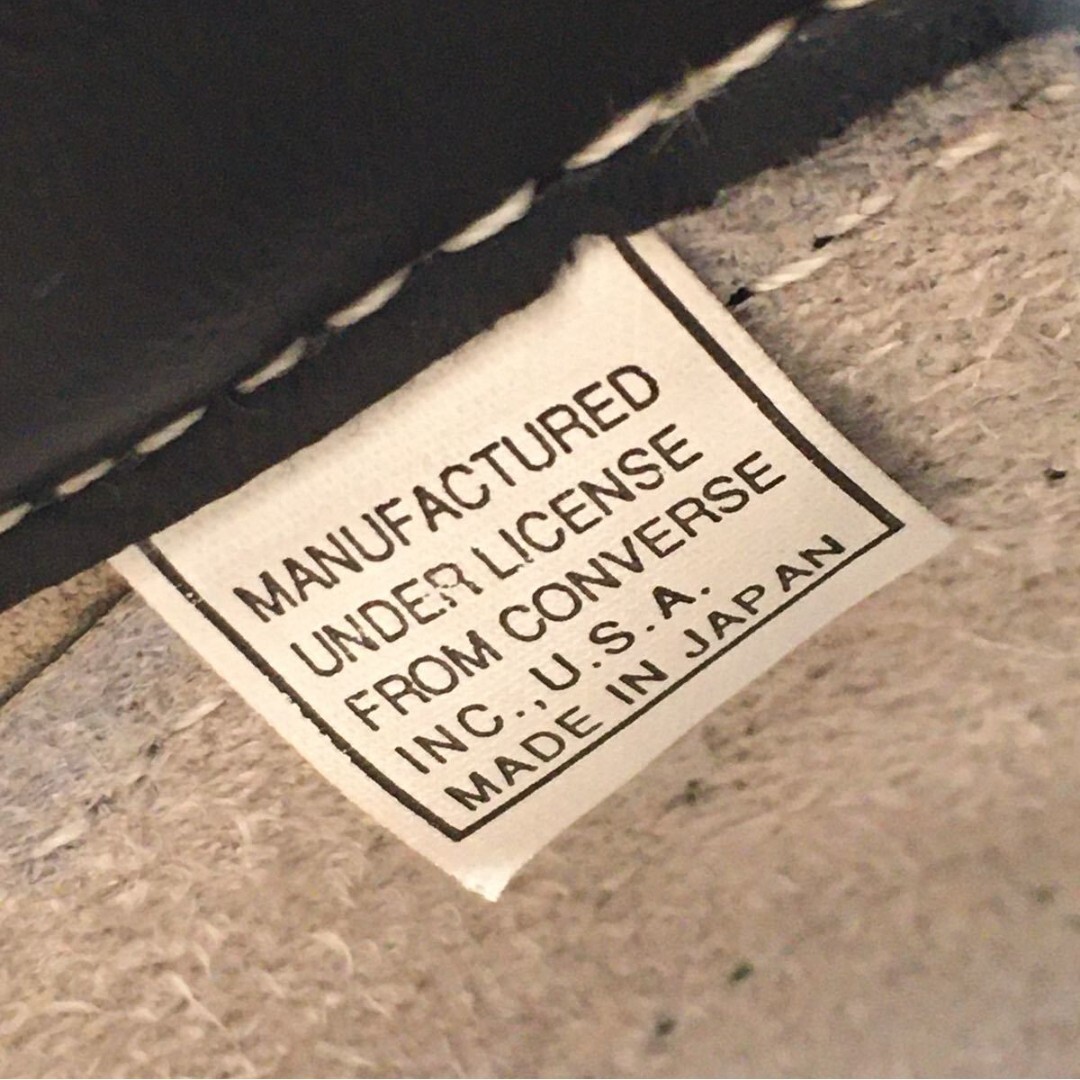 MANUFACTURED
UNDER LICENSE
FROM CONVERSE
INC.,U.S.A.
MADE IN JAPAN